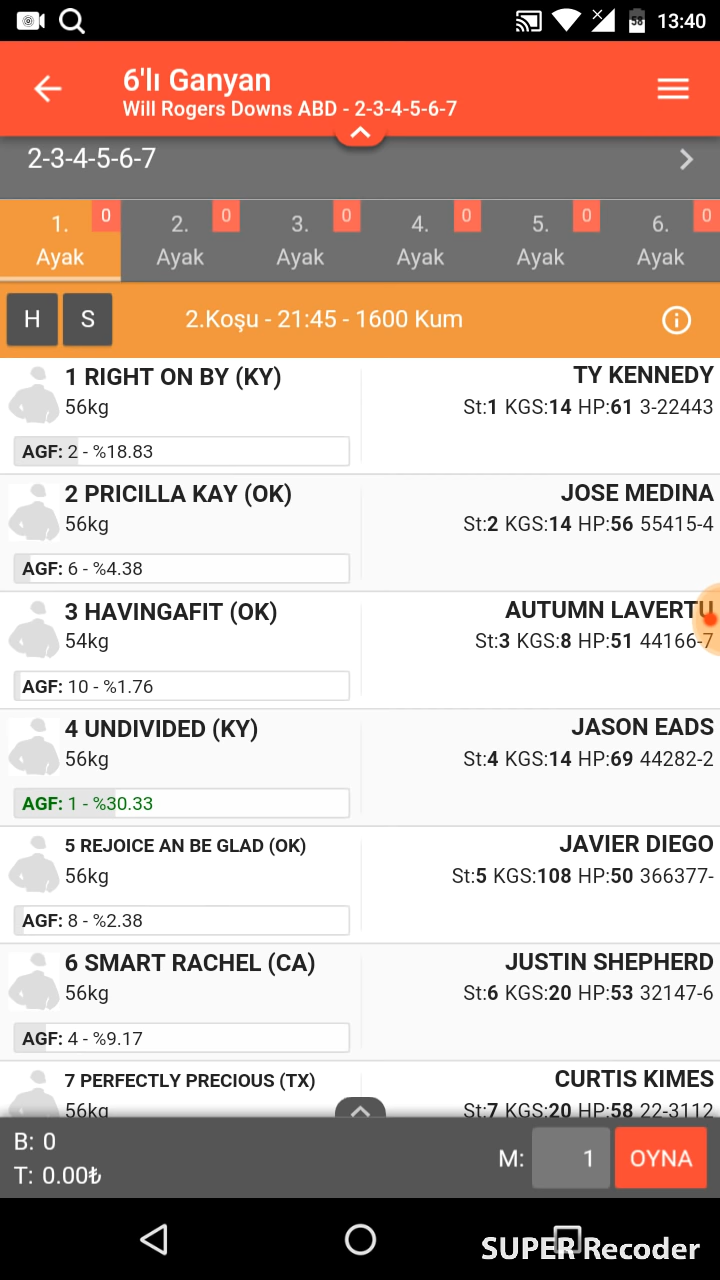 58 13:40
6'lı Ganyan
Will Rogers Downs ABD - 2-3-4-5-6-7
2-3-4-5-6-7
1. Ayak 0
2. Ayak 0
3. Ayak 0
4. Ayak 0
5. Ayak 0
6. Ayak 0
H S 2.Koşu - 21:45 - 1600 Kum
1 RIGHT ON BY (KY) TY KENNEDY
56kg St:1 KGS:14 HP:61 3-22443
AGF: 2 - %18.83
2 PRICILLA KAY (OK) JOSE MEDINA
56kg St:2 KGS:14 HP:56 55415-4
AGF: 6 - %4.38
3 HAVINGAFIT (OK) AUTUMN LAVERTU
54kg St:3 KGS:8 HP:51 44166-7
AGF: 10 - %1.76
4 UNDIVIDED (KY) JASON EADS
56kg St:4 KGS:14 HP:69 44282-2
AGF: 1 - %30.33
5 REJOICE AN BE GLAD (OK) JAVIER DIEGO
56kg St:5 KGS:108 HP:50 366377-
AGF: 8 - %2.38
6 SMART RACHEL (CA) JUSTIN SHEPHERD
56kg St:6 KGS:20 HP:53 32147-6
AGF: 4 - %9.17
7 PERFECTLY PRECIOUS (TX) CURTIS KIMES
56kg St:7 KGS:20 HP:58 22-3112
B: 0
T: 0.00₺ M: 1 OYNA
SUPER Recoder